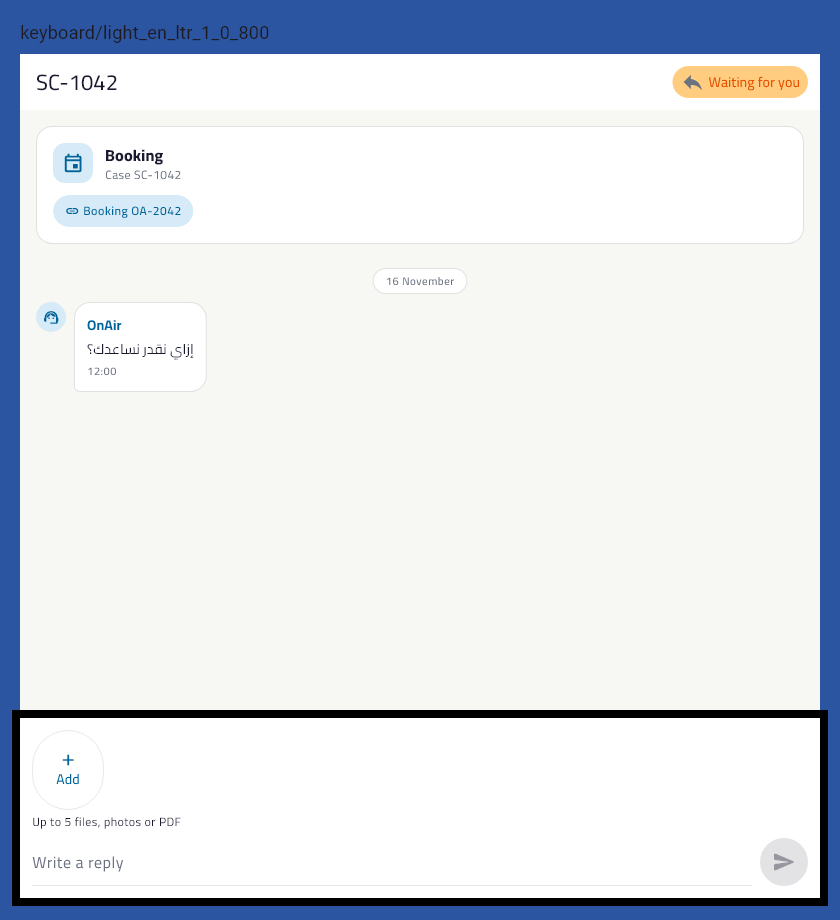 keyboard/light_en_ltr_1_0_800
SC-1042
Waiting for you
Booking
Case SC-1042
Booking OA-2042
16 November
OnAir
إزاي نقدر نساعدك؟
12:00
Add
Up to 5 files, photos or PDF
Write a reply